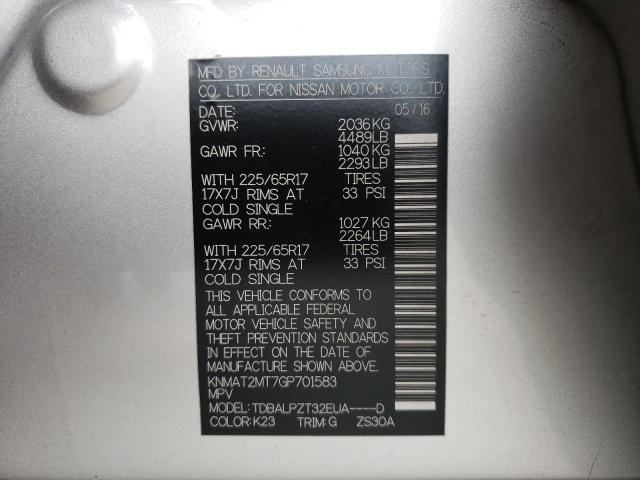 MFD BY RENAULT SAMSUNG MOTORS
CO., LTD. FOR NISSAN MOTOR CO., LTD.
DATE: 05/16
GVWR: 2036KG
4489LB
GAWR FR: 1040KG
2293LB
WITH 225/65R17 TIRES
17X7J RIMS AT 33 PSI
COLD SINGLE
GAWR RR: 1027 KG
2264LB
WITH 225/65R17 TIRES
17X7J RIMS AT 33 PSI
COLD SINGLE
THIS VEHICLE CONFORMS TO
ALL APPLICABLE FEDERAL
MOTOR VEHICLE SAFETY AND
THEFT PREVENTION STANDARDS
IN EFFECT ON THE DATE OF
MANUFACTURE SHOWN ABOVE.
KNMAT2MT7GP701583
MPV
MODEL: TDBALPZT32EUA----D
COLOR: K23 TRIM: G ZS30A